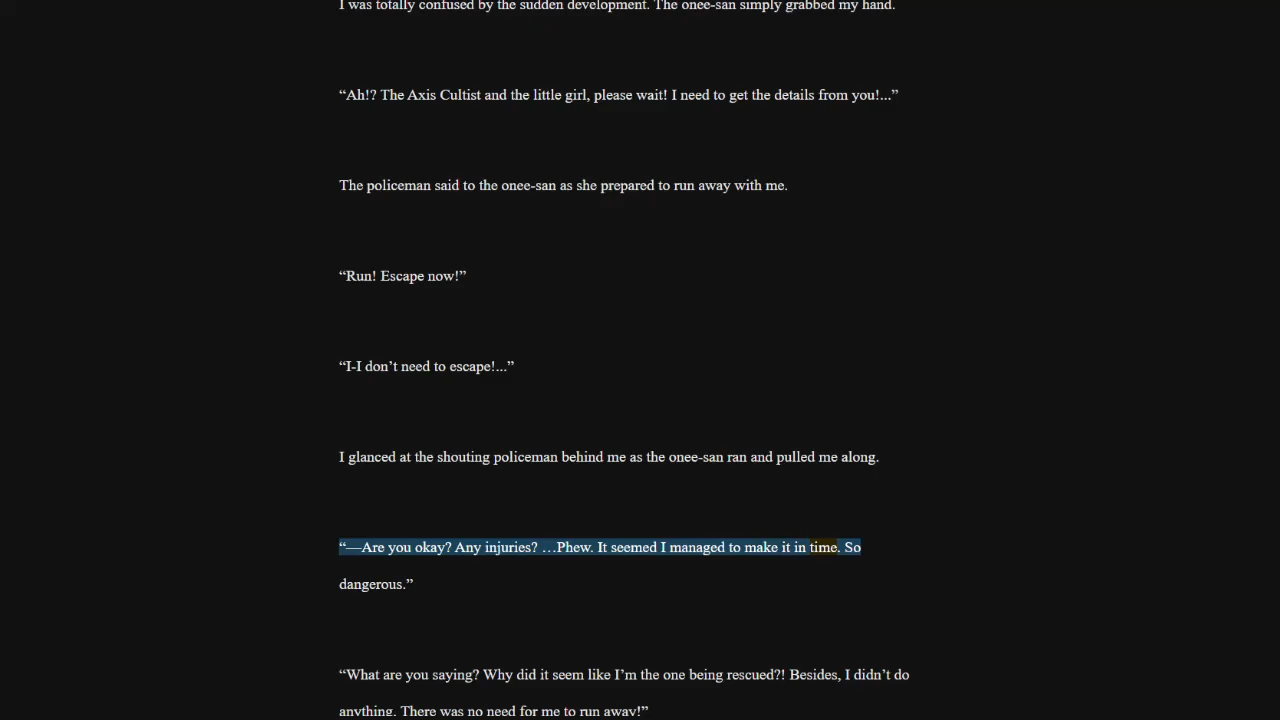 I was totally confused by the sudden development. The onee-san simply grabbed my hand.
“Ah!? The Axis Cultist and the little girl, please wait! I need to get the details from you!...”
The policeman said to the onee-san as she prepared to run away with me.
“Run! Escape now!”
“I-I don’t need to escape!...”
I glanced at the shouting policeman behind me as the onee-san ran and pulled me along.
“—Are you okay? Any injuries? …Phew. It seemed I managed to make it in time. So
dangerous.”
“What are you saying? Why did it seem like I’m the one being rescued?! Besides, I didn’t do
anything. There was no need for me to run away!”